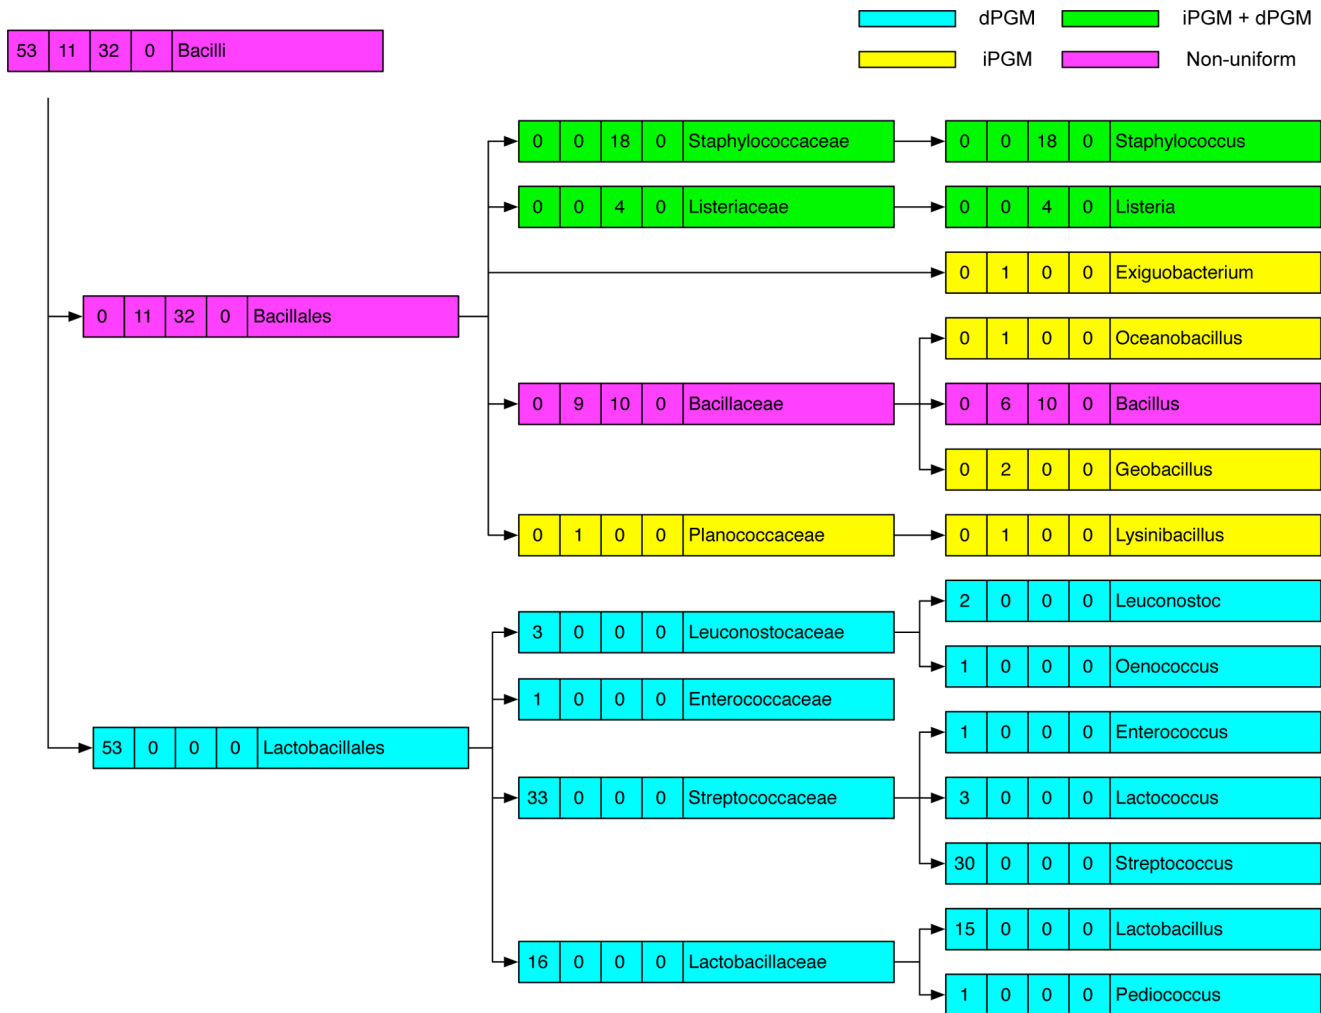 dPGM
iPGM + dPGM
iPGM
Non-uniform
53 11 32 0 Bacilli
0 0 18 0 Staphylococcaceae
0 0 18 0 Staphylococcus
0 0 4 0 Listeriaceae
0 0 4 0 Listeria
0 1 0 0 Exiguobacterium
0 11 32 0 Bacillales
0 1 0 0 Oceanobacillus
0 9 10 0 Bacillaceae
0 6 10 0 Bacillus
0 2 0 0 Geobacillus
0 1 0 0 Planococcaceae
0 1 0 0 Lysinibacillus
2 0 0 0 Leuconostoc
3 0 0 0 Leuconostocaceae
1 0 0 0 Oenococcus
1 0 0 0 Enterococcaceae
1 0 0 0 Enterococcus
53 0 0 0 Lactobacillales
33 0 0 0 Streptococcaceae
3 0 0 0 Lactococcus
30 0 0 0 Streptococcus
15 0 0 0 Lactobacillus
16 0 0 0 Lactobacillaceae
1 0 0 0 Pediococcus